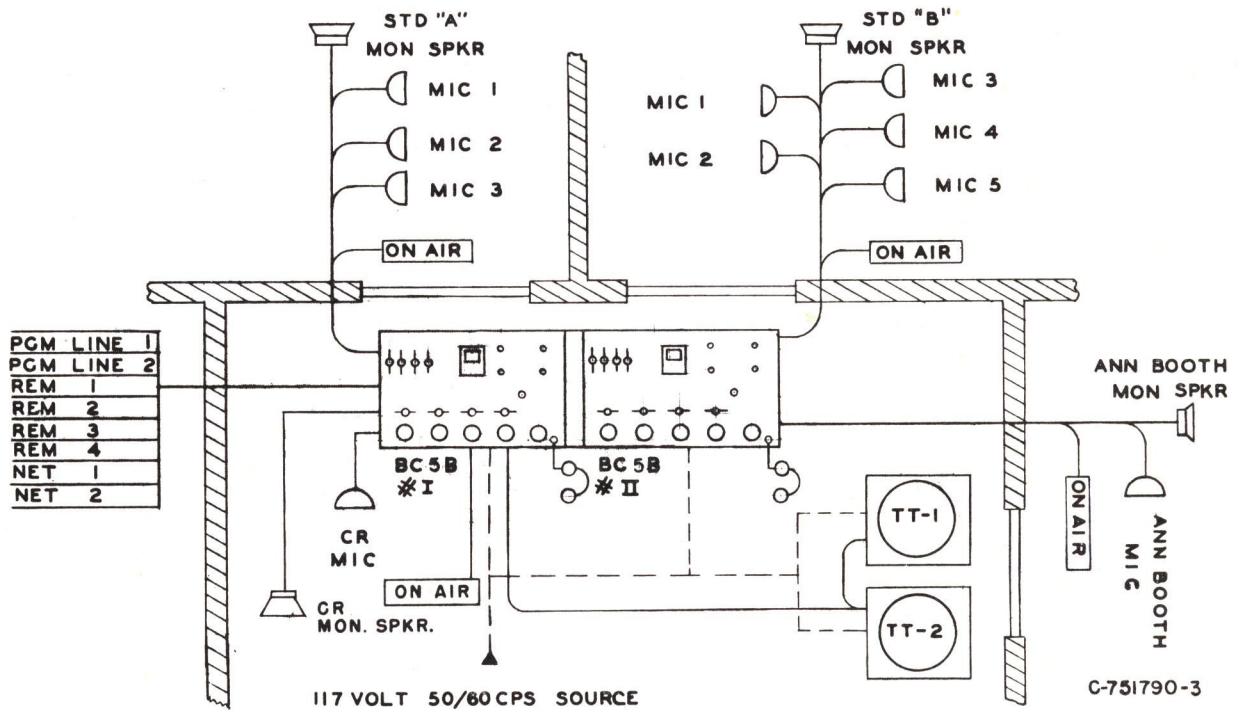 STD "A"
MON SPKR
MIC 1
MIC 2
MIC 3
ON AIR
STD "B"
MON SPKR
MIC 1
MIC 2
MIC 3
MIC 4
MIC 5
ON AIR
PGM LINE 1
PGM LINE 2
REM 1
REM 2
REM 3
REM 4
NET 1
NET 2
BC 5B
# I
BC 5B
# II
CR
MIC
ON AIR
CR
MON. SPKR.
117 VOLT 50/60 CPS SOURCE
TT-1
TT-2
ANN BOOTH
MON SPKR
ON AIR
ANN BOOTH
MIC
C-751790-3